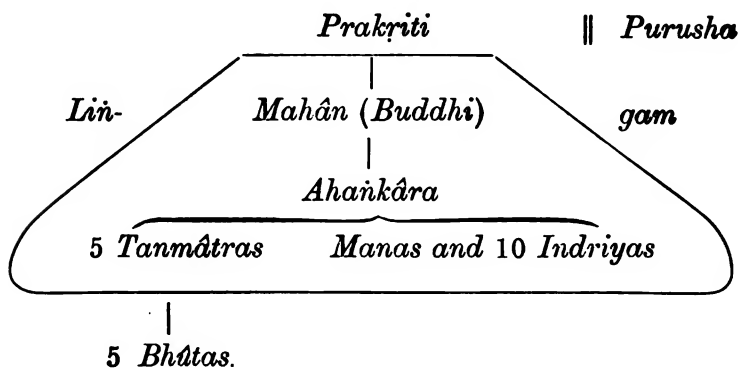 Prakṛiti || Purusha
Liṅ- Mahân (Buddhi) gam
Ahaṅkâra
5 Tanmâtras Manas and 10 Indriyas
5 Bhûtas.